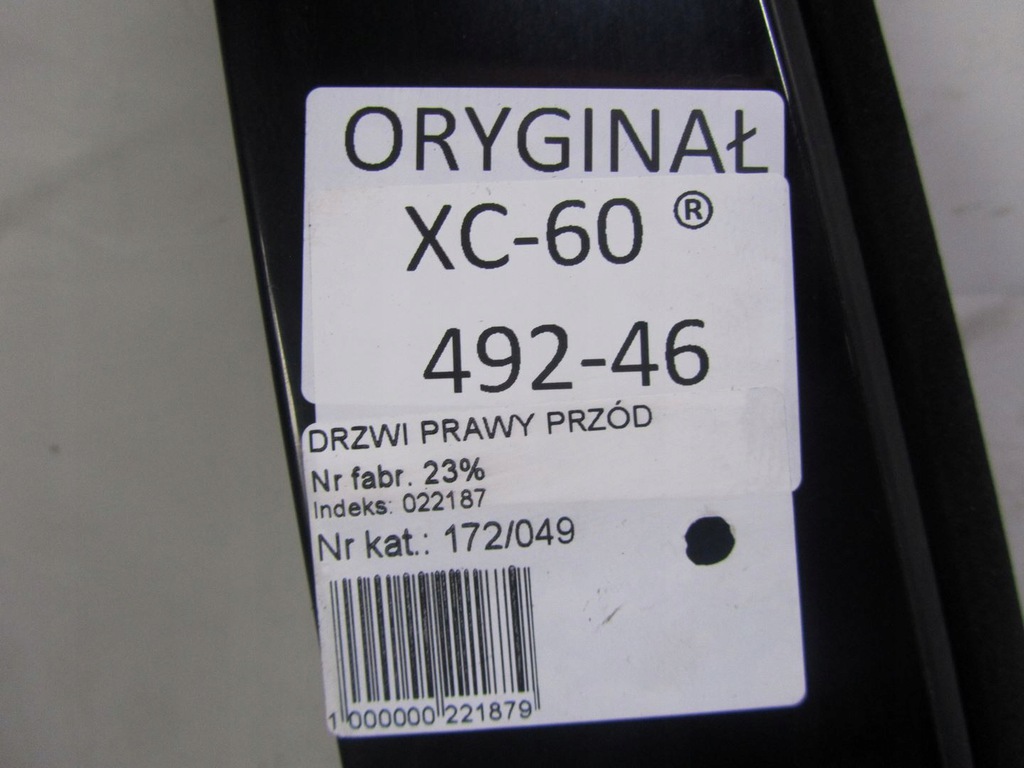 ORYGINAŁ
XC-60 ®
492-46
DRZWI PRAWY PRZÓD
Nr fabr. 23%
Indeks: 022187
Nr kat.: 172/049
1 000000 221879